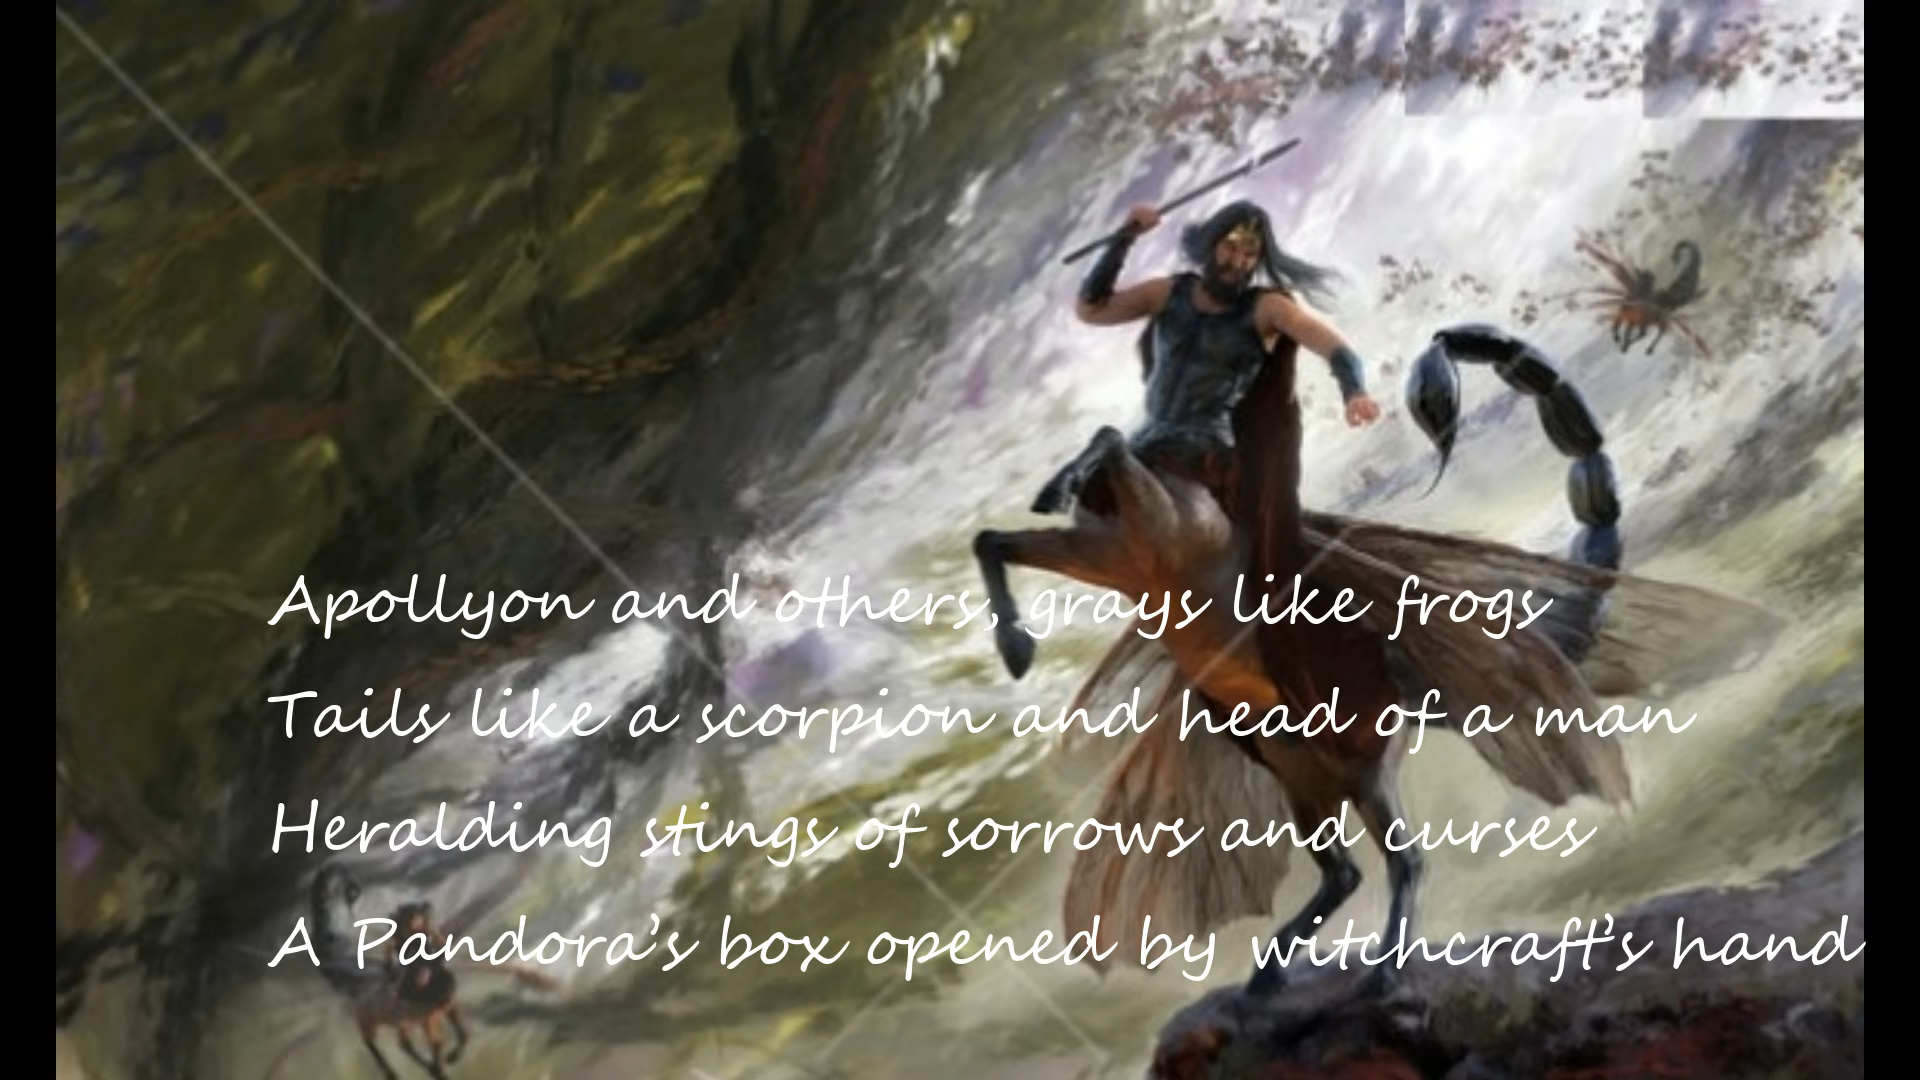 Apollyon and others, grays like frogs
Tails like a scorpion and head of a man
Heralding stings of sorrows and curses
A Pandora’s box opened by witchcraft’s hand